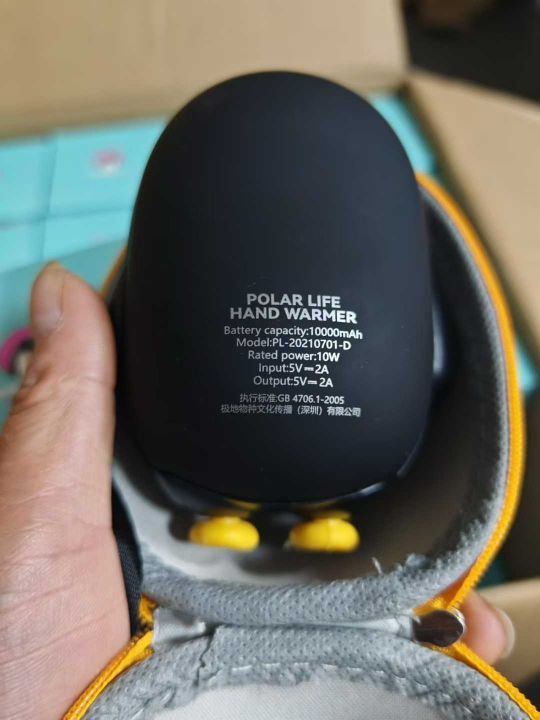 POLAR LIFE
HAND WARMER
Battery capacity:10000mAh
Model:PL-20210701-D
Rated power:10W
Input:5V⎓2A
Output:5V⎓2A
执行标准:GB 4706.1-2005
极地物种文化传播（深圳）有限公司